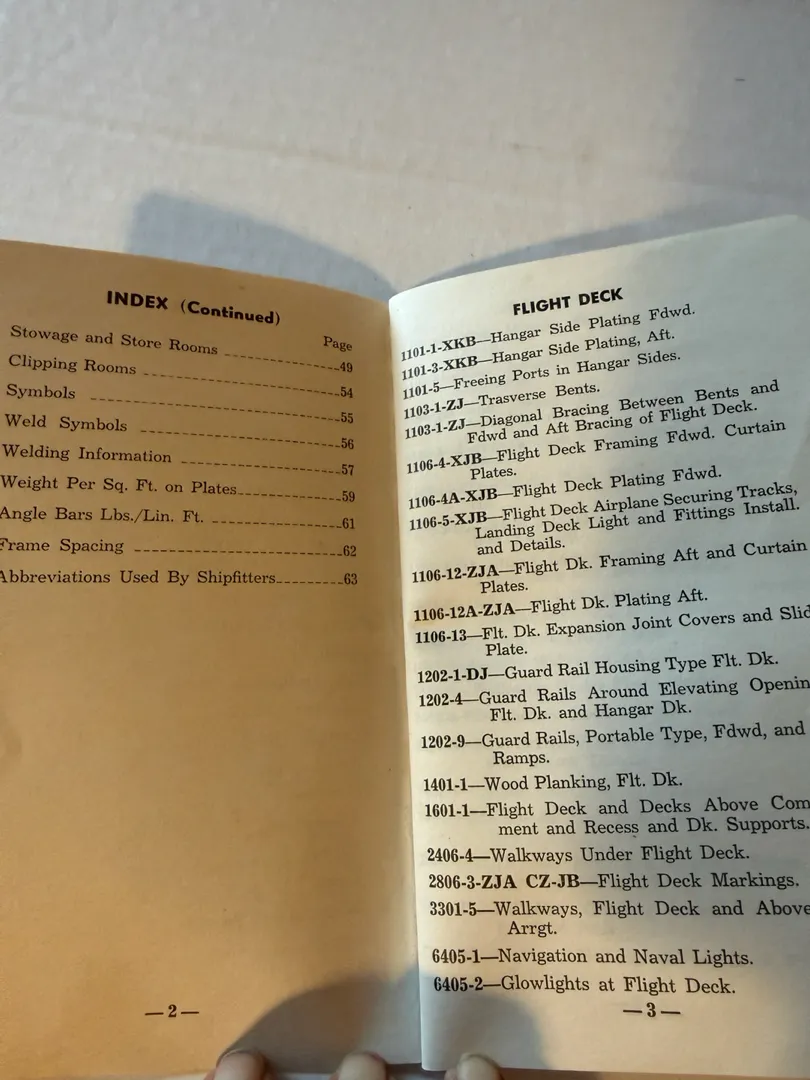 INDEX (Continued)
Page
Stowage and Store Rooms 49
Clipping Rooms 54
Symbols 55
Weld Symbols 56
Welding Information 57
Weight Per Sq. Ft. on Plates 59
Angle Bars Lbs./Lin. Ft. 61
Frame Spacing 62
Abbreviations Used By Shipfitters 63
—2—
FLIGHT DECK
1101-1-XKB—Hangar Side Plating Fdwd.
1101-3-XKB—Hangar Side Plating, Aft.
1101-5—Freeing Ports in Hangar Sides.
1103-1-ZJ—Trasverse Bents.
1103-1-ZJ—Diagonal Bracing Between Bents and
Fdwd and Aft Bracing of Flight Deck.
1106-4-XJB—Flight Deck Framing Fdwd. Curtain
Plates.
1106-4A-XJB—Flight Deck Plating Fdwd.
1106-5-XJB—Flight Deck Airplane Securing Tracks,
Landing Deck Light and Fittings Install.
and Details.
1106-12-ZJA—Flight Dk. Framing Aft and Curtain
Plates.
1106-12A-ZJA—Flight Dk. Plating Aft.
1106-13—Flt. Dk. Expansion Joint Covers and Slid
Plate.
1202-1-DJ—Guard Rail Housing Type Flt. Dk.
1202-4—Guard Rails Around Elevating Openin
Flt. Dk. and Hangar Dk.
1202-9—Guard Rails, Portable Type, Fdwd, and
Ramps.
1401-1—Wood Planking, Flt. Dk.
1601-1—Flight Deck and Decks Above Com
ment and Recess and Dk. Supports.
2406-4—Walkways Under Flight Deck.
2806-3-ZJA CZ-JB—Flight Deck Markings.
3301-5—Walkways, Flight Deck and Above
Arrgt.
6405-1—Navigation and Naval Lights.
6405-2—Glowlights at Flight Deck.
—3—